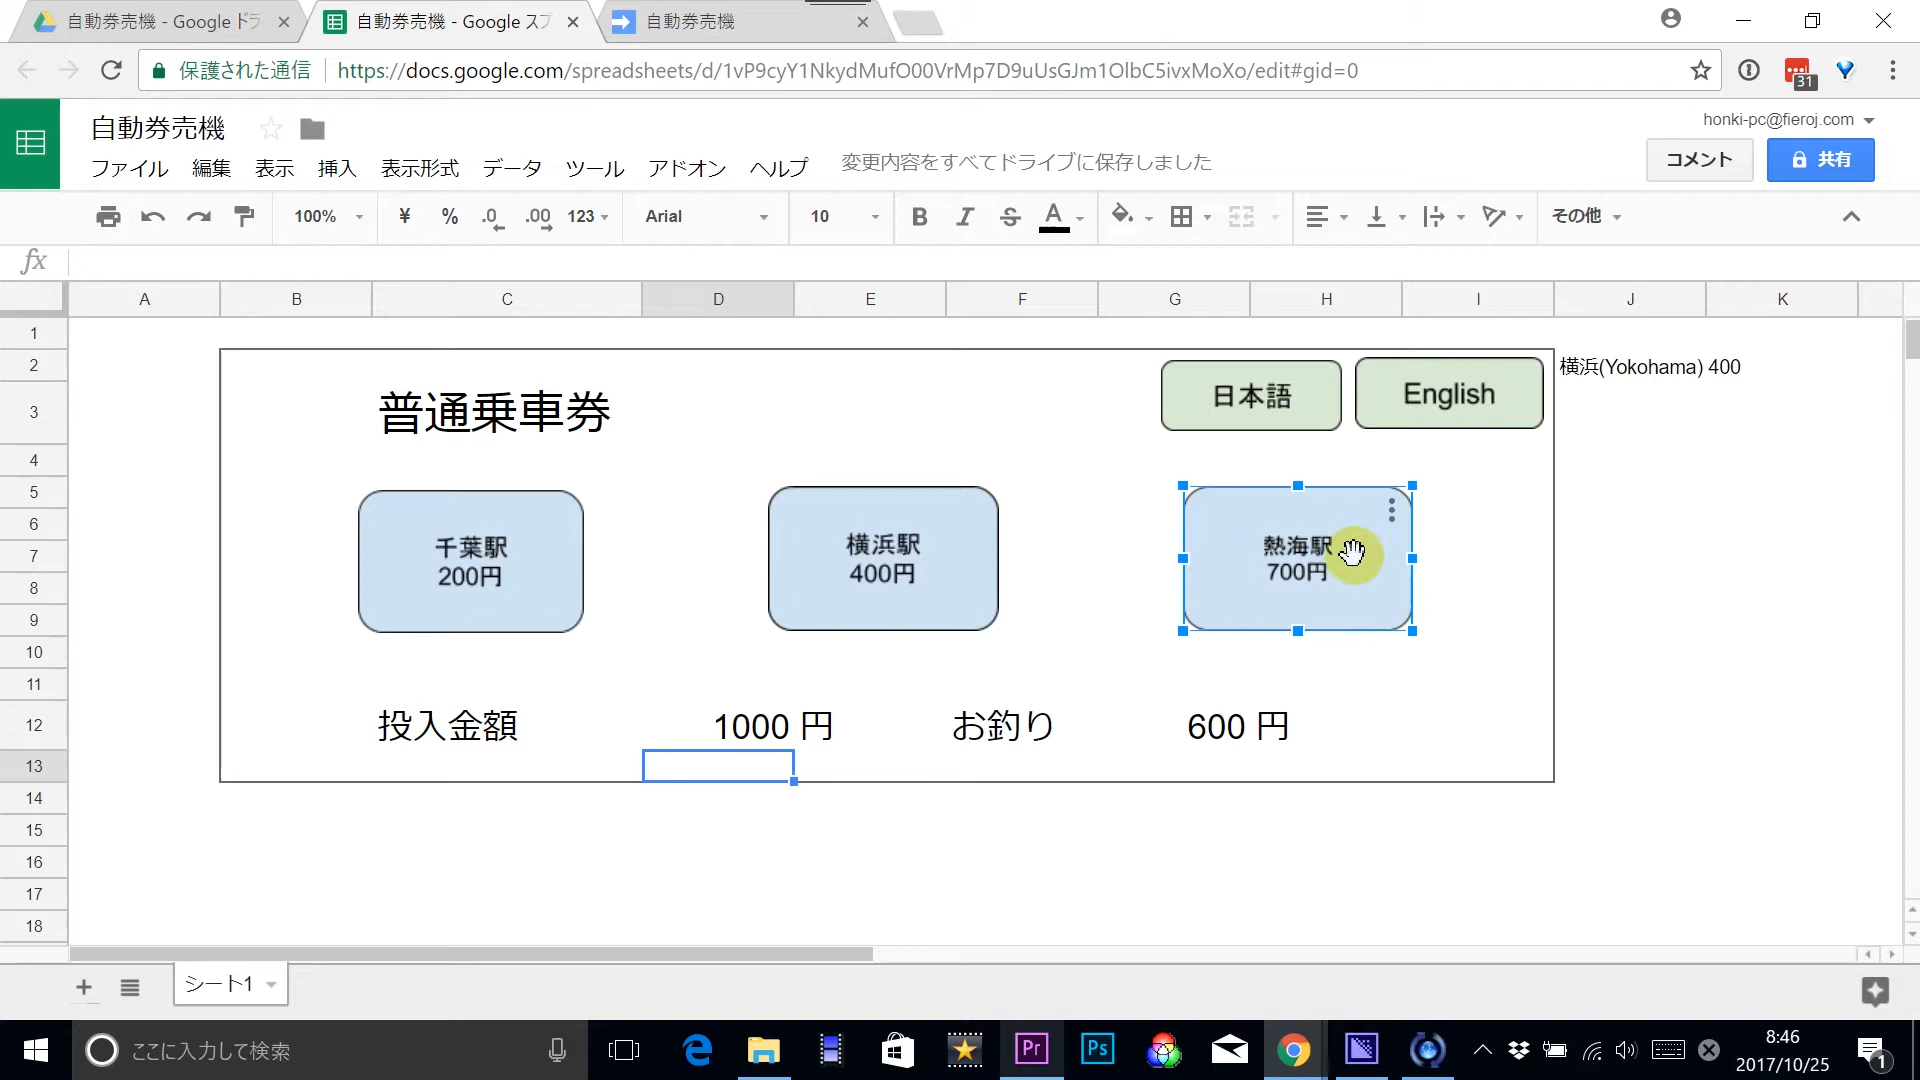 自動券売機 - Google ドラ
自動券売機 - Google スプ
自動券売機
保護された通信
https://docs.google.com/spreadsheets/d/1vP9cyY1NkydMufO00VrMp7D9uUsGJm1OlbC5ivxMoXo/edit#gid=0
31
自動券売機
honki-pc@fieroj.com
ファイル 編集 表示 挿入 表示形式 データ ツール アドオン ヘルプ 変更内容をすべてドライブに保存しました
コメント 共有
100% ¥ % .0 .00 123 Arial 10 B I S A その他
fx
A B C D E F G H I J K
1
2
3
4
5
6
7
8
9
10
11
12
13
14
15
16
17
18
普通乗車券
日本語
English
横浜(Yokohama) 400
千葉駅
200円
横浜駅
400円
熱海駅
700円
投入金額 1000 円 お釣り 600 円
シート1
ここに入力して検索
Pr
Ps
8:46
2017/10/25
1